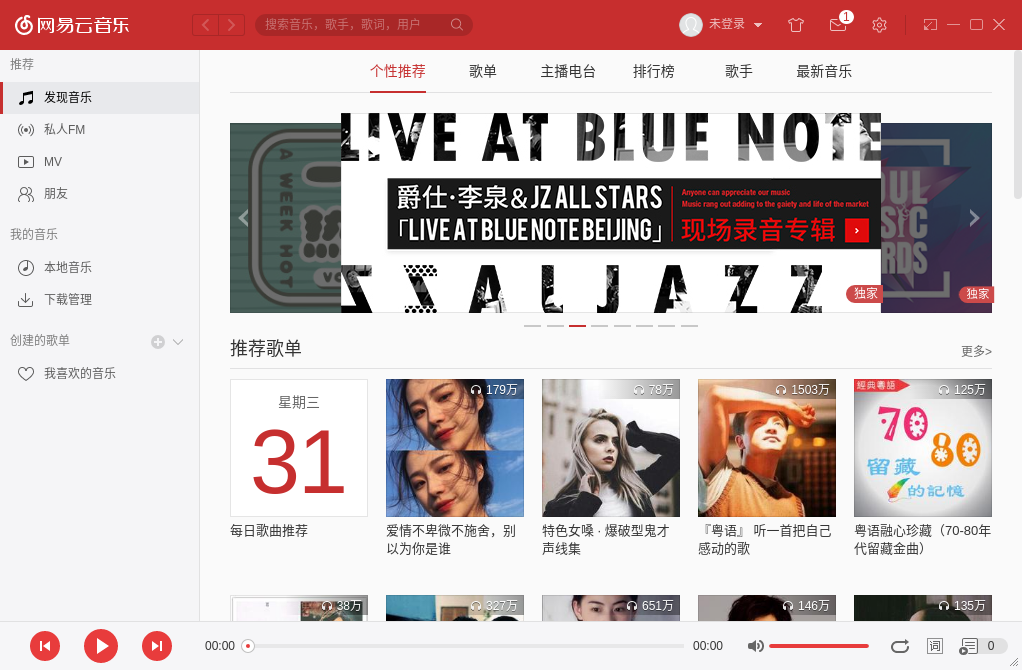 网易云音乐
搜索音乐，歌手，歌词，用户
未登录
1
推荐
发现音乐
私人FM
MV
朋友
我的音乐
本地音乐
下载管理
创建的歌单
我喜欢的音乐
个性推荐 歌单 主播电台 排行榜 歌手 最新音乐
A WEEK HOT
LIVE AT BLUE NOTE
爵仕·李泉&JZ ALL STARS
「LIVE AT BLUE NOTE BEIJING」
Anyone can appreciate our music
Music rang out adding to the gaiety and life of the market
现场录音专辑
独家
独家
推荐歌单
更多>
星期三
31
每日歌曲推荐
179万
爱情不卑微不施舍，别
以为你是谁
78万
特色女嗓 · 爆破型鬼才
声线集
1503万
『粤语』 听一首把自己
感动的歌
經典粵語
125万
70 80
留藏
的記憶
粤语融心珍藏（70-80年
代留藏金曲）
38万
327万
651万
146万
135万
00:00
00:00
词
0